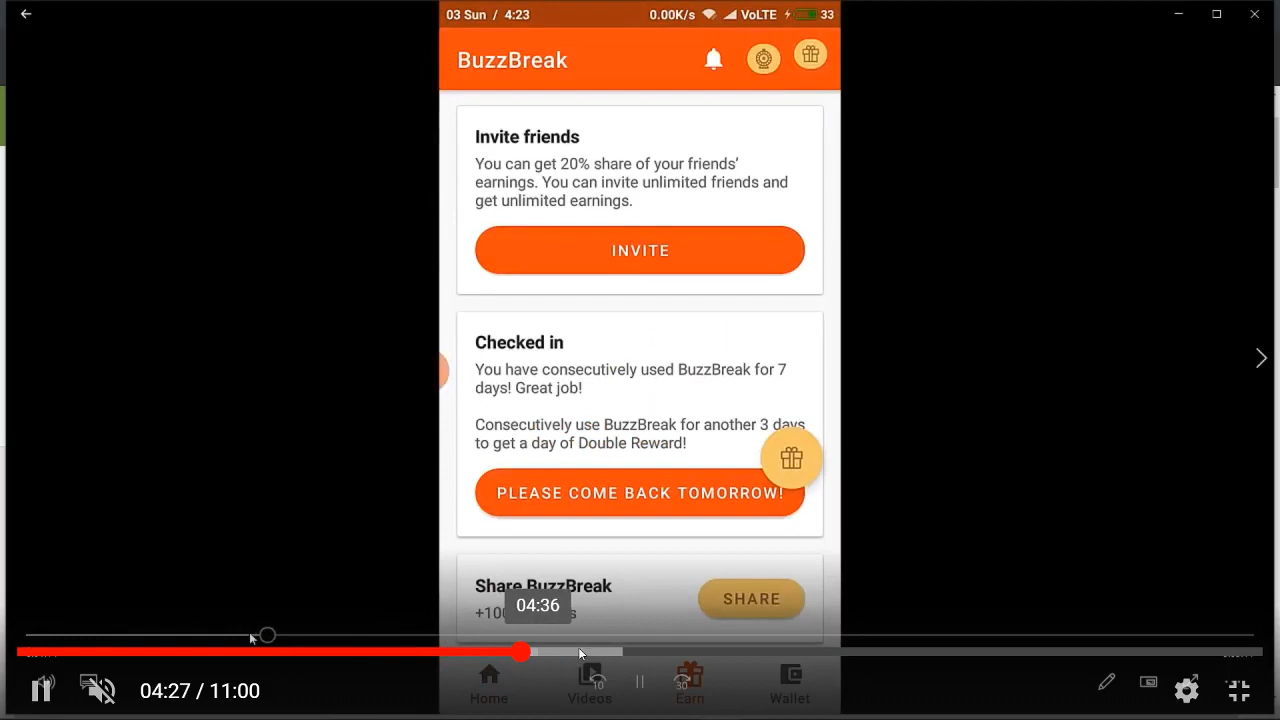 03 Sun / 4:23
0.00K/s VoLTE 33
BuzzBreak
Invite friends
You can get 20% share of your friends'
earnings. You can invite unlimited friends and
get unlimited earnings.
INVITE
Checked in
You have consecutively used BuzzBreak for 7
days! Great job!
Consecutively use BuzzBreak for another 3 days
to get a day of Double Reward!
PLEASE COME BACK TOMORROW!
Share BuzzBreak
SHARE
04:36
Home
Videos
Earn
Wallet
10
30
04:27 / 11:00